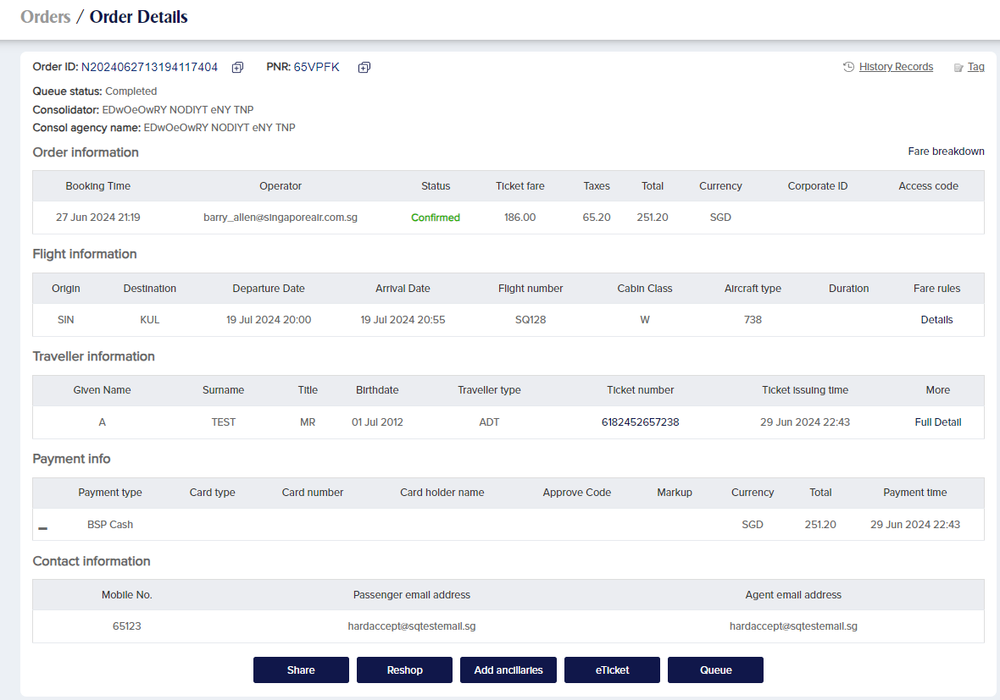 Orders / Order Details
Order ID: N2024062713194117404 PNR: 65VPFK History Records Tag
Queue status: Completed
Consolidator: EDwOeOwRY NODIYT eNY TNP
Consol agency name: EDwOeOwRY NODIYT eNY TNP
Order information Fare breakdown
Booking Time Operator Status Ticket fare Taxes Total Currency Corporate ID Access code
27 Jun 2024 21:19 barry_allen@singaporeair.com.sg Confirmed 186.00 65.20 251.20 SGD
Flight information
Origin Destination Departure Date Arrival Date Flight number Cabin Class Aircraft type Duration Fare rules
SIN KUL 19 Jul 2024 20:00 19 Jul 2024 20:55 SQ128 W 738 Details
Traveller information
Given Name Surname Title Birthdate Traveller type Ticket number Ticket issuing time More
A TEST MR 01 Jul 2012 ADT 6182452657238 29 Jun 2024 22:43 Full Detail
Payment info
Payment type Card type Card number Card holder name Approve Code Markup Currency Total Payment time
BSP Cash SGD 251.20 29 Jun 2024 22:43
Contact information
Mobile No. Passenger email address Agent email address
65123 hardaccept@sqtestemail.sg hardaccept@sqtestemail.sg
Share Reshop Add ancillaries eTicket Queue